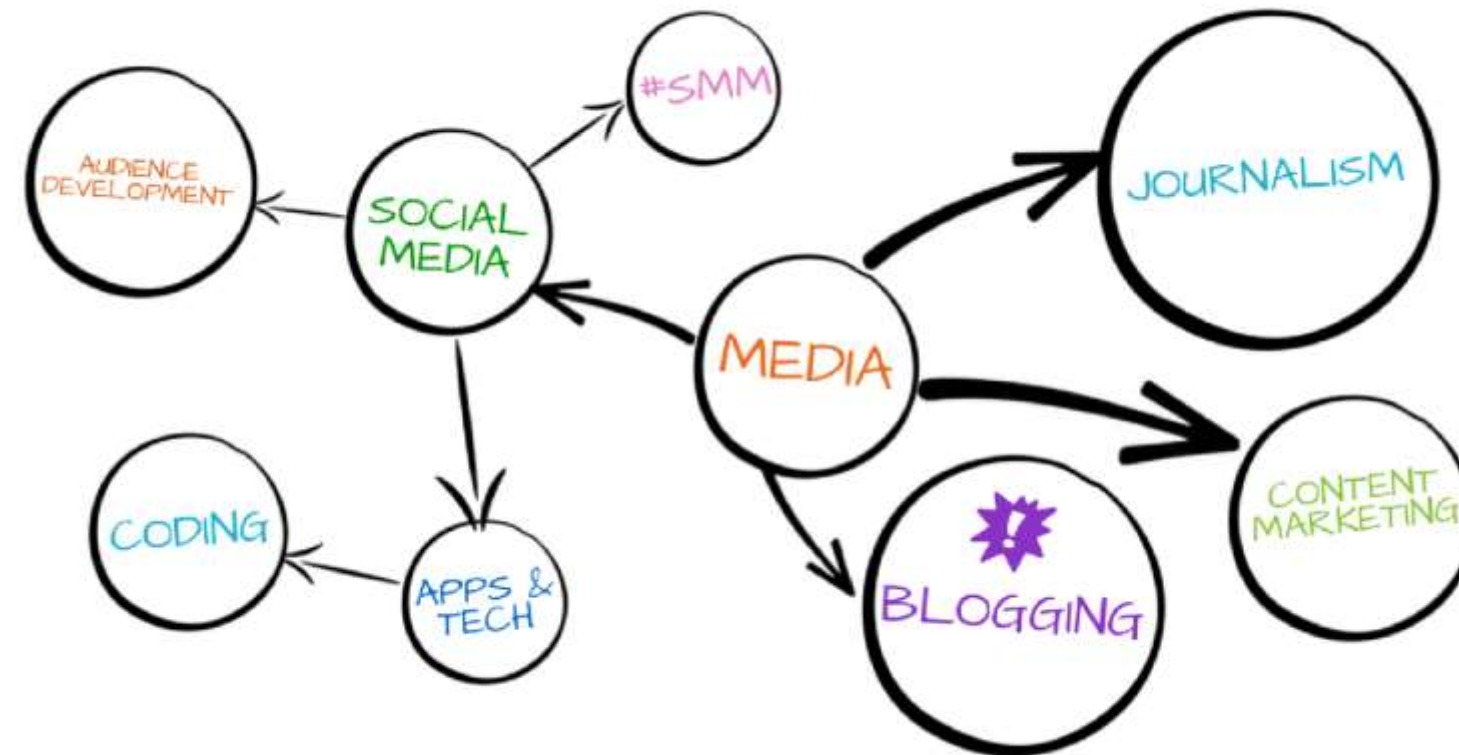 #SMM
AUDIENCE
DEVELOPMENT
SOCIAL
MEDIA
JOURNALISM
MEDIA
CODING
APPS &
TECH
!
BLOGGING
CONTENT
MARKETING